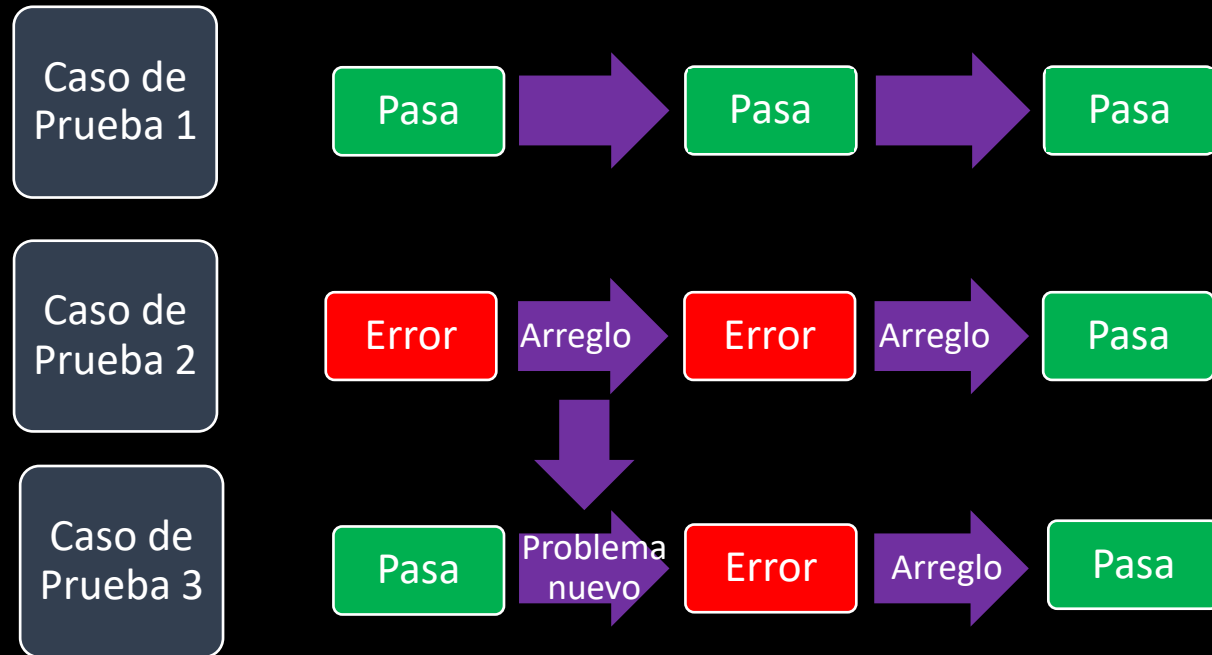 Caso de
Prueba 1
Pasa
Pasa
Pasa
Caso de
Prueba 2
Error
Arreglo
Error
Arreglo
Pasa
Caso de
Prueba 3
Pasa
Problema
nuevo
Error
Arreglo
Pasa